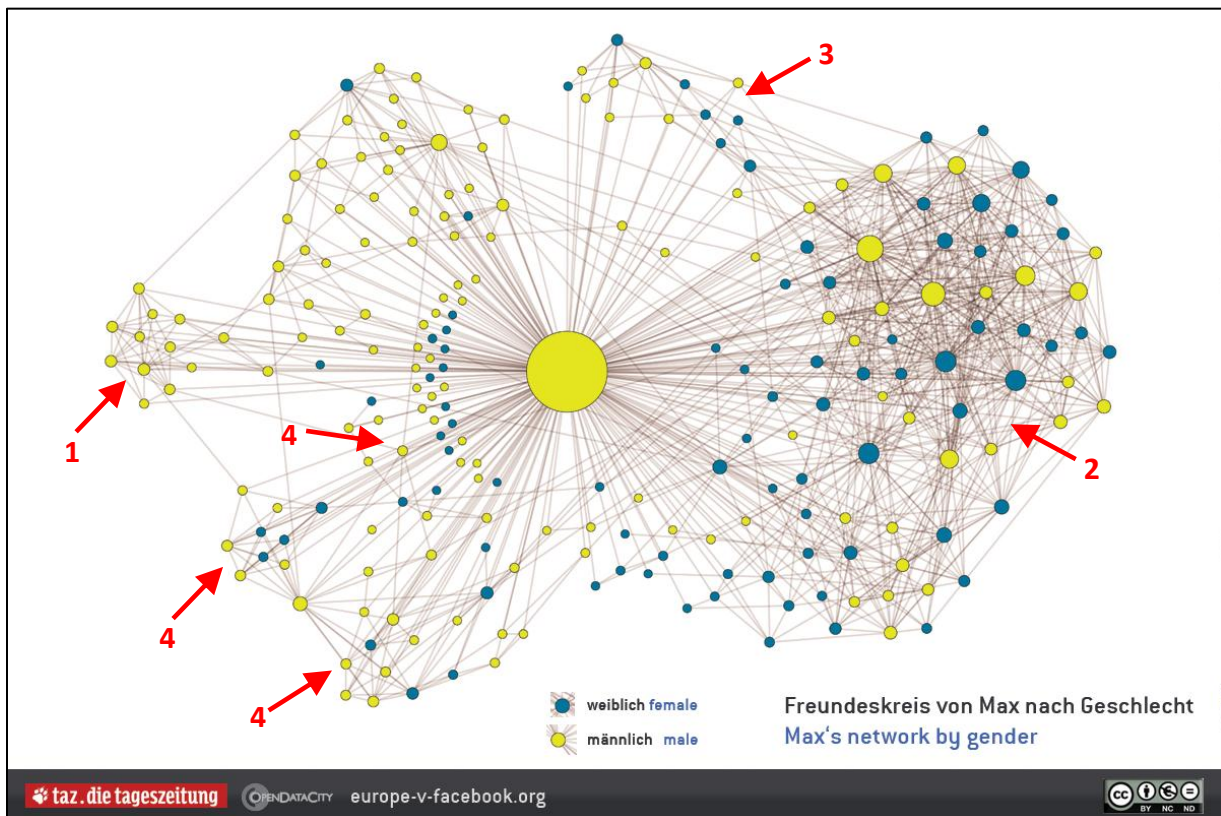 3
1
4
2
4
4
weiblich female
männlich male
Freundeskreis von Max nach Geschlecht
Max's network by gender
taz.die tageszeitung
OPENDATACITY
europe-v-facebook.org
cc
BY NC ND